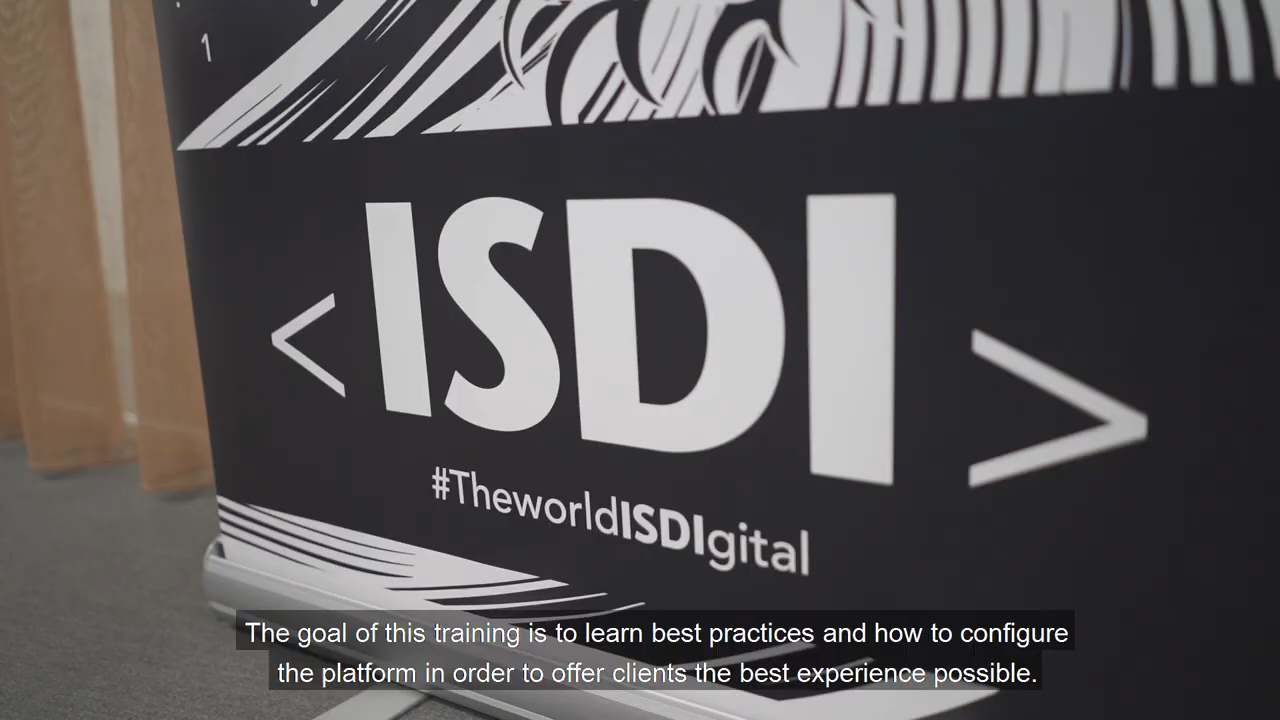 1
<ISDI>
#TheworldISDIgital
The goal of this training is to learn best practices and how to configure
the platform in order to offer clients the best experience possible.